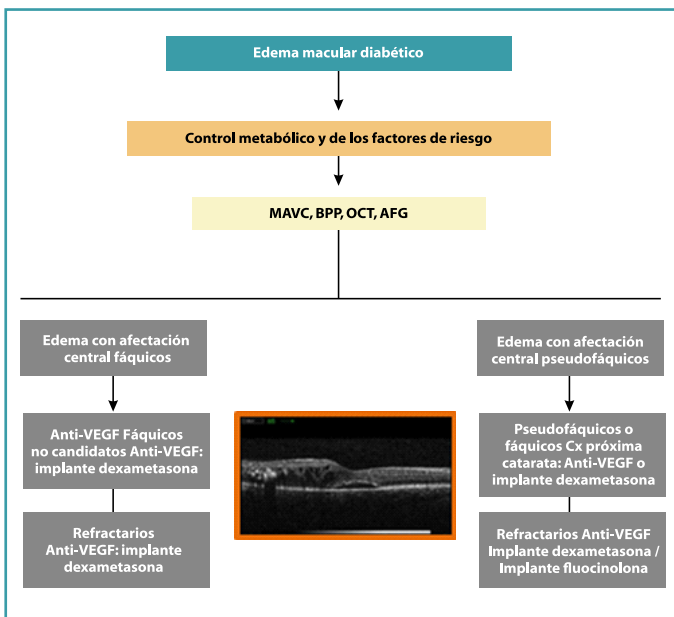 Edema macular diabético
Control metabólico y de los factores de riesgo
MAVC, BPP, OCT, AFG
Edema con afectación
central fáquicos
Anti-VEGF Fáquicos
no candidatos Anti-VEGF:
implante dexametasona
Refractarios
Anti-VEGF: implante
dexametasona
Edema con afectación
central pseudofáquicos
Pseudofáquicos o
fáquicos Cx próxima
catarata: Anti-VEGF o
implante dexametasona
Refractarios Anti-VEGF
Implante dexametasona /
Implante fluocinolona